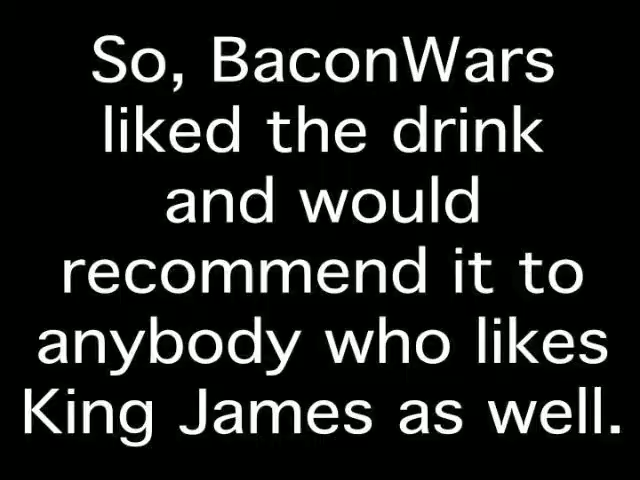 So, BaconWars
liked the drink
and would
recommend it to
anybody who likes
King James as well.